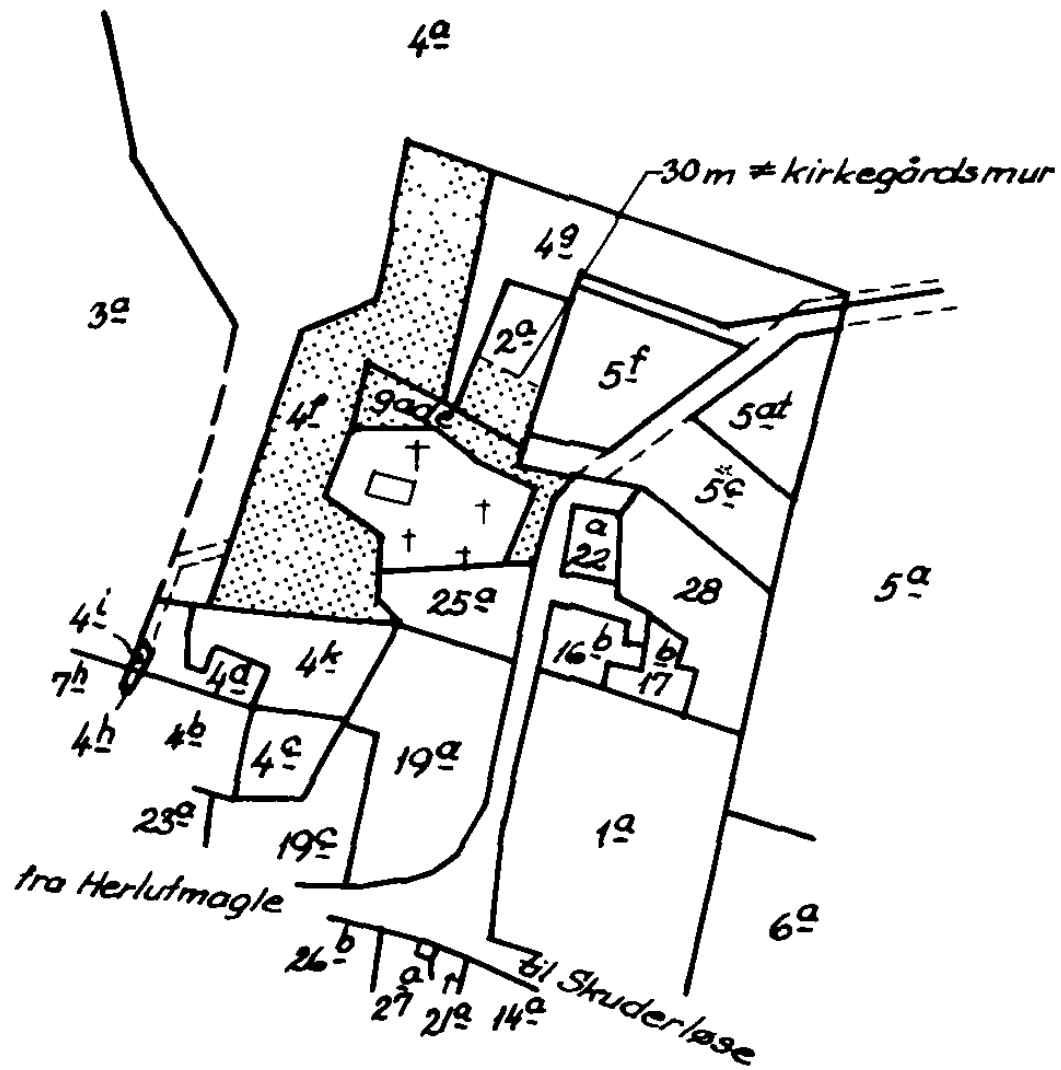 4a
30 m ≠ kirkegårdsmur
4g
3a
2a
5f
4f
gade
5at
5c
a
22
28
5a
25a
4i
16b
b
17
4k
7h
4d
4h
4b
4c
19a
23a
19c
1a
fra Herlufmagle
6a
26b
a
27
21a
14a
til Skuderløse